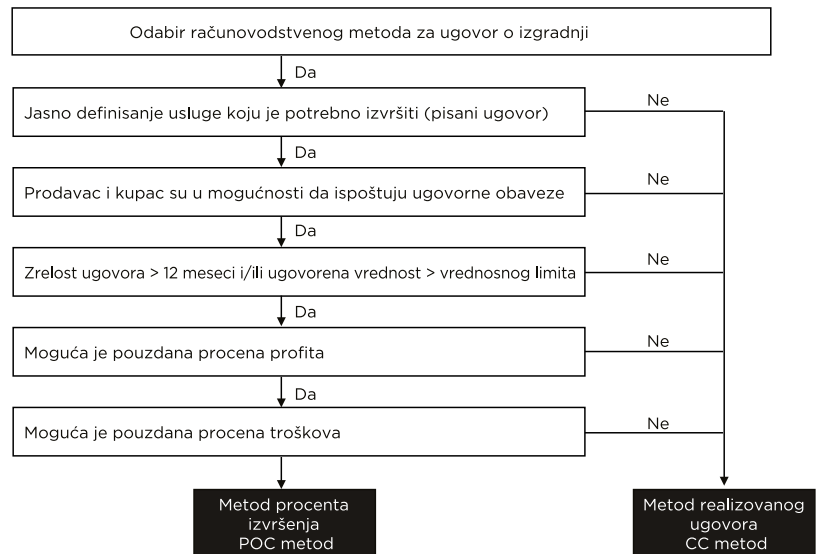 Odabir računovodstvenog metoda za ugovor o izgradnji
Da
Jasno definisanje usluge koju je potrebno izvršiti (pisani ugovor)
Ne
Da
Prodavac i kupac su u mogućnosti da ispoštuju ugovorne obaveze
Ne
Da
Zrelost ugovora > 12 meseci i/ili ugovorena vrednost > vrednosnog limita
Ne
Da
Moguća je pouzdana procena profita
Ne
Da
Moguća je pouzdana procena troškova
Ne
Metod procenta
izvršenja
POC metod
Metod realizovanog
ugovora
CC metod